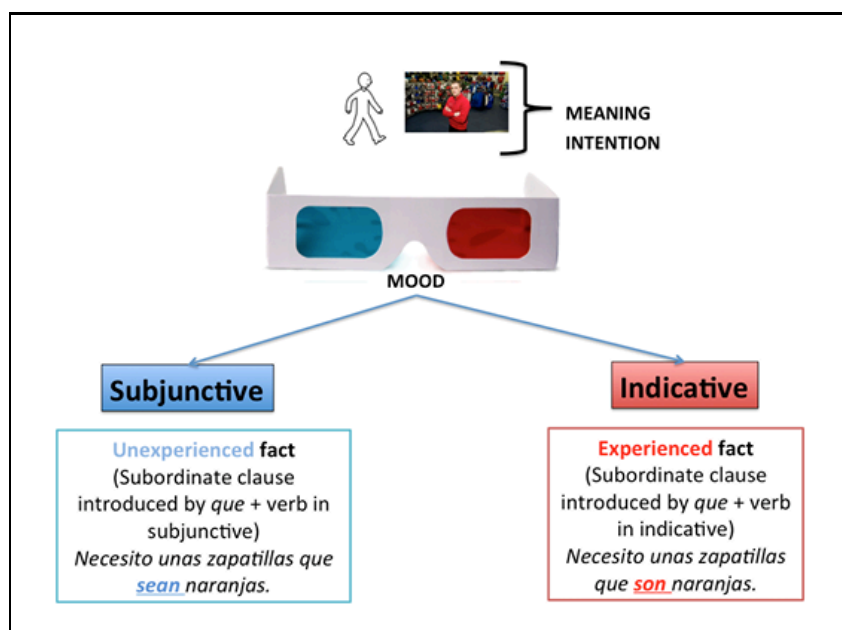 MEANING
INTENTION
MOOD
Subjunctive
Unexperienced fact
(Subordinate clause
introduced by que + verb in
subjunctive)
Necesito unas zapatillas que
sean naranjas.
Indicative
Experienced fact
(Subordinate clause
introduced by que + verb
in indicative)
Necesito unas zapatillas
que son naranjas.